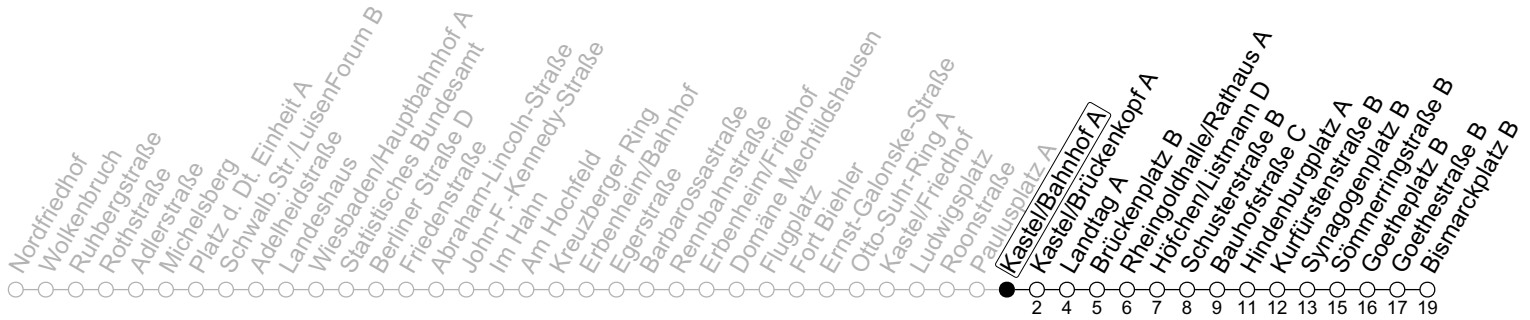 Nordfriedhof
Wolkenbruch
Ruhbergstraße
Rothstraße
Adlerstraße
Michelsberg
Platz d. Dt. Einheit A
Schwalb.Str./LuisenForum B
Adelheidstraße
Landeshaus
Wiesbaden/Hauptbahnhof A
Statistisches Bundesamt
Berliner Straße D
Friedenstraße
Abraham-Lincoln-Straße
John-F.-Kennedy-Straße
Im Hahn
Am Hochfeld
Kreuzberger Ring
Erbenheim/Bahnhof
Egerstraße
Barbarossastraße
Rennbahnstraße
Erbenheim/Friedhof
Domäne Mechtildshausen
Flugplatz
Fort Biehler
Ernst-Galonske-Straße
Otto-Suhr-Ring A
Kastel/Friedhof
Ludwigsplatz
Roonstraße
Paulusplatz A
Kastel/Bahnhof A
Kastel/Brückenkopf A
Landtag A
Brückenplatz B
Rheingoldhalle/Rathaus A
Höfchen/Listmann D
Schusterstraße B
Bauhofstraße C
Hindenburgplatz A
Kurfürstenstraße B
Synagogenplatz B
Sömmerringstraße B
Goetheplatz B
Goethestraße B
Bismarckplatz B
2 4 5 6 7 8 9 11 12 13 15 16 17 19